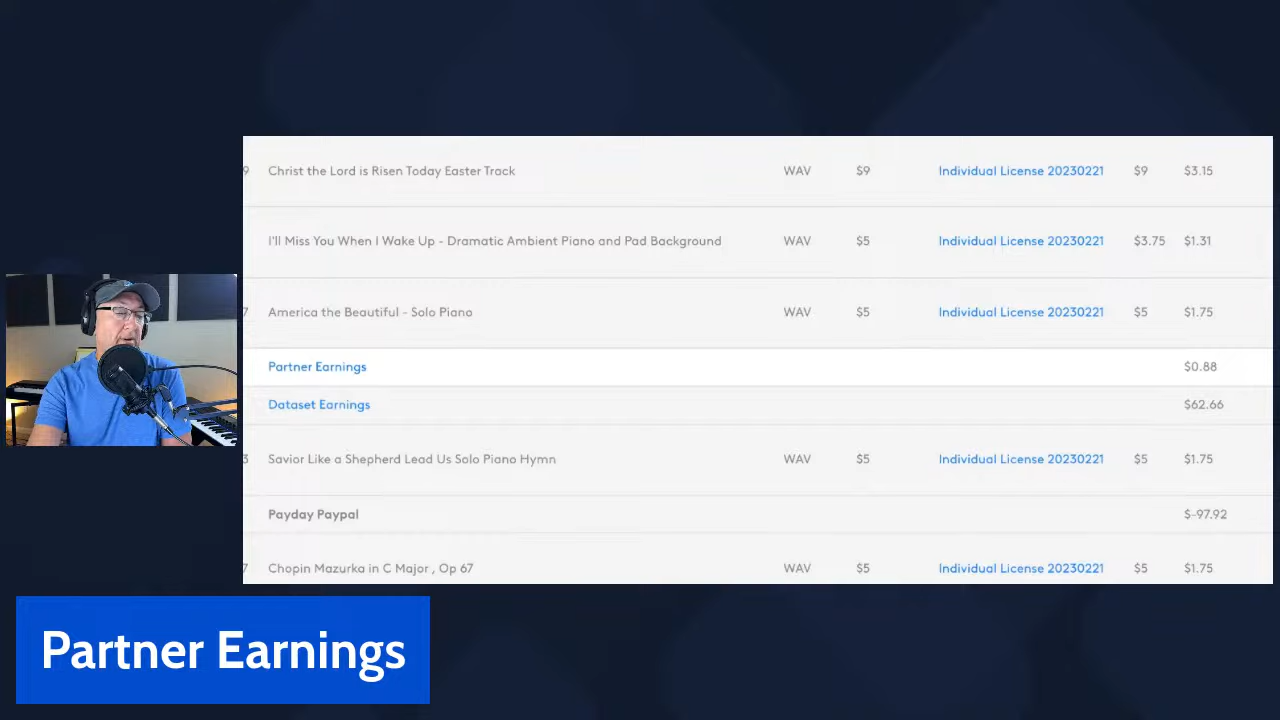 9 Christ the Lord is Risen Today Easter Track WAV $9 Individual License 20230221 $9 $3.15
I'll Miss You When I Wake Up - Dramatic Ambient Piano and Pad Background WAV $5 Individual License 20230221 $3.75 $1.31
7 America the Beautiful - Solo Piano WAV $5 Individual License 20230221 $5 $1.75
Partner Earnings $0.88
Dataset Earnings $62.66
3 Savior Like a Shepherd Lead Us Solo Piano Hymn WAV $5 Individual License 20230221 $5 $1.75
Payday Paypal $-97.92
7 Chopin Mazurka in C Major , Op 67 WAV $5 Individual License 20230221 $5 $1.75
Partner Earnings